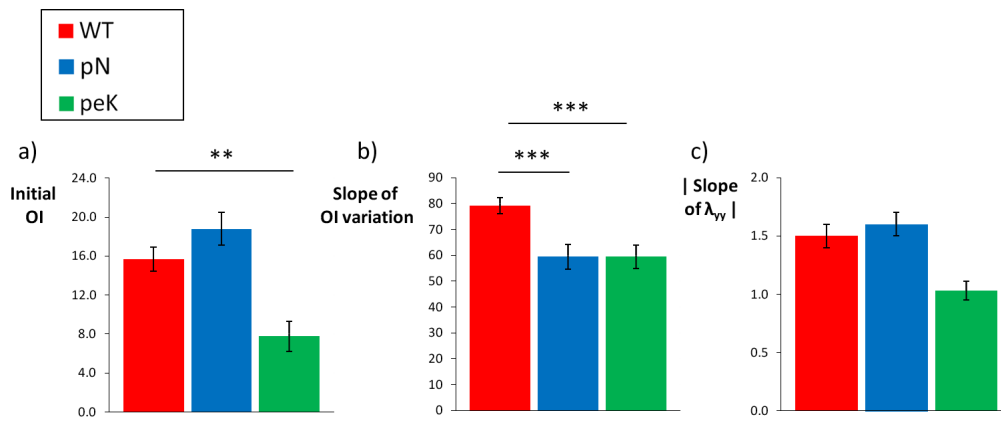 WT
pN
peK
a)
Initial
OI
**
24.0
20.0
16.0
12.0
8.0
4.0
0.0
b)
Slope of
OI variation
***
***
90
80
70
60
50
40
30
20
10
0
c)
| Slope
of λyy |
2.0
1.5
1.0
0.5
0.0